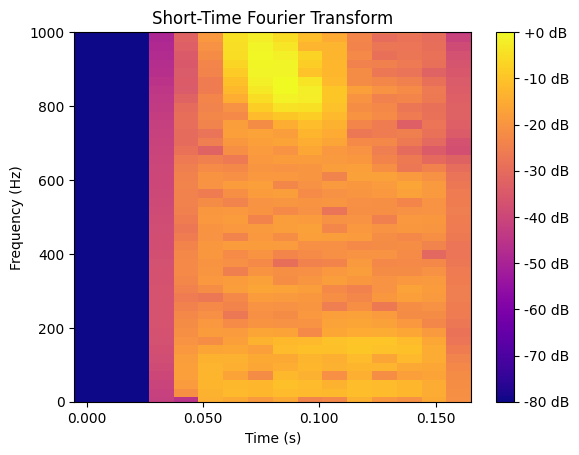 Short-Time Fourier Transform
1000
800
600
400
200
0
Frequency (Hz)
0.000
0.050
0.100
0.150
Time (s)
+0 dB
-10 dB
-20 dB
-30 dB
-40 dB
-50 dB
-60 dB
-70 dB
-80 dB